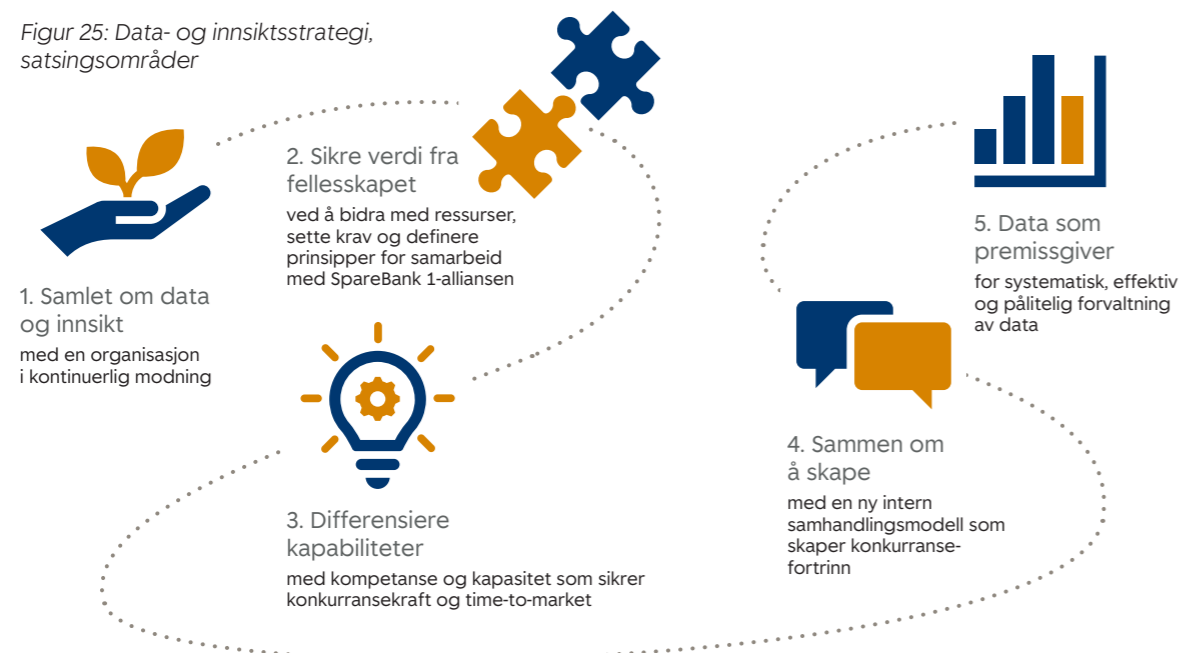 Figur 25: Data- og innsiktsstrategi,
satsingsområder
1. Samlet om data
og innsikt
med en organisasjon
i kontinuerlig modning
2. Sikre verdi fra
fellesskapet
ved å bidra med ressurser,
sette krav og definere
prinsipper for samarbeid
med SpareBank 1-alliansen
3. Differensiere
kapabiliteter
med kompetanse og kapasitet som sikrer
konkurransekraft og time-to-market
4. Sammen om
å skape
med en ny intern
samhandlingsmodell som
skaper konkurranse-
fortrinn
5. Data som
premissgiver
for systematisk, effektiv
og pålitelig forvaltning
av data